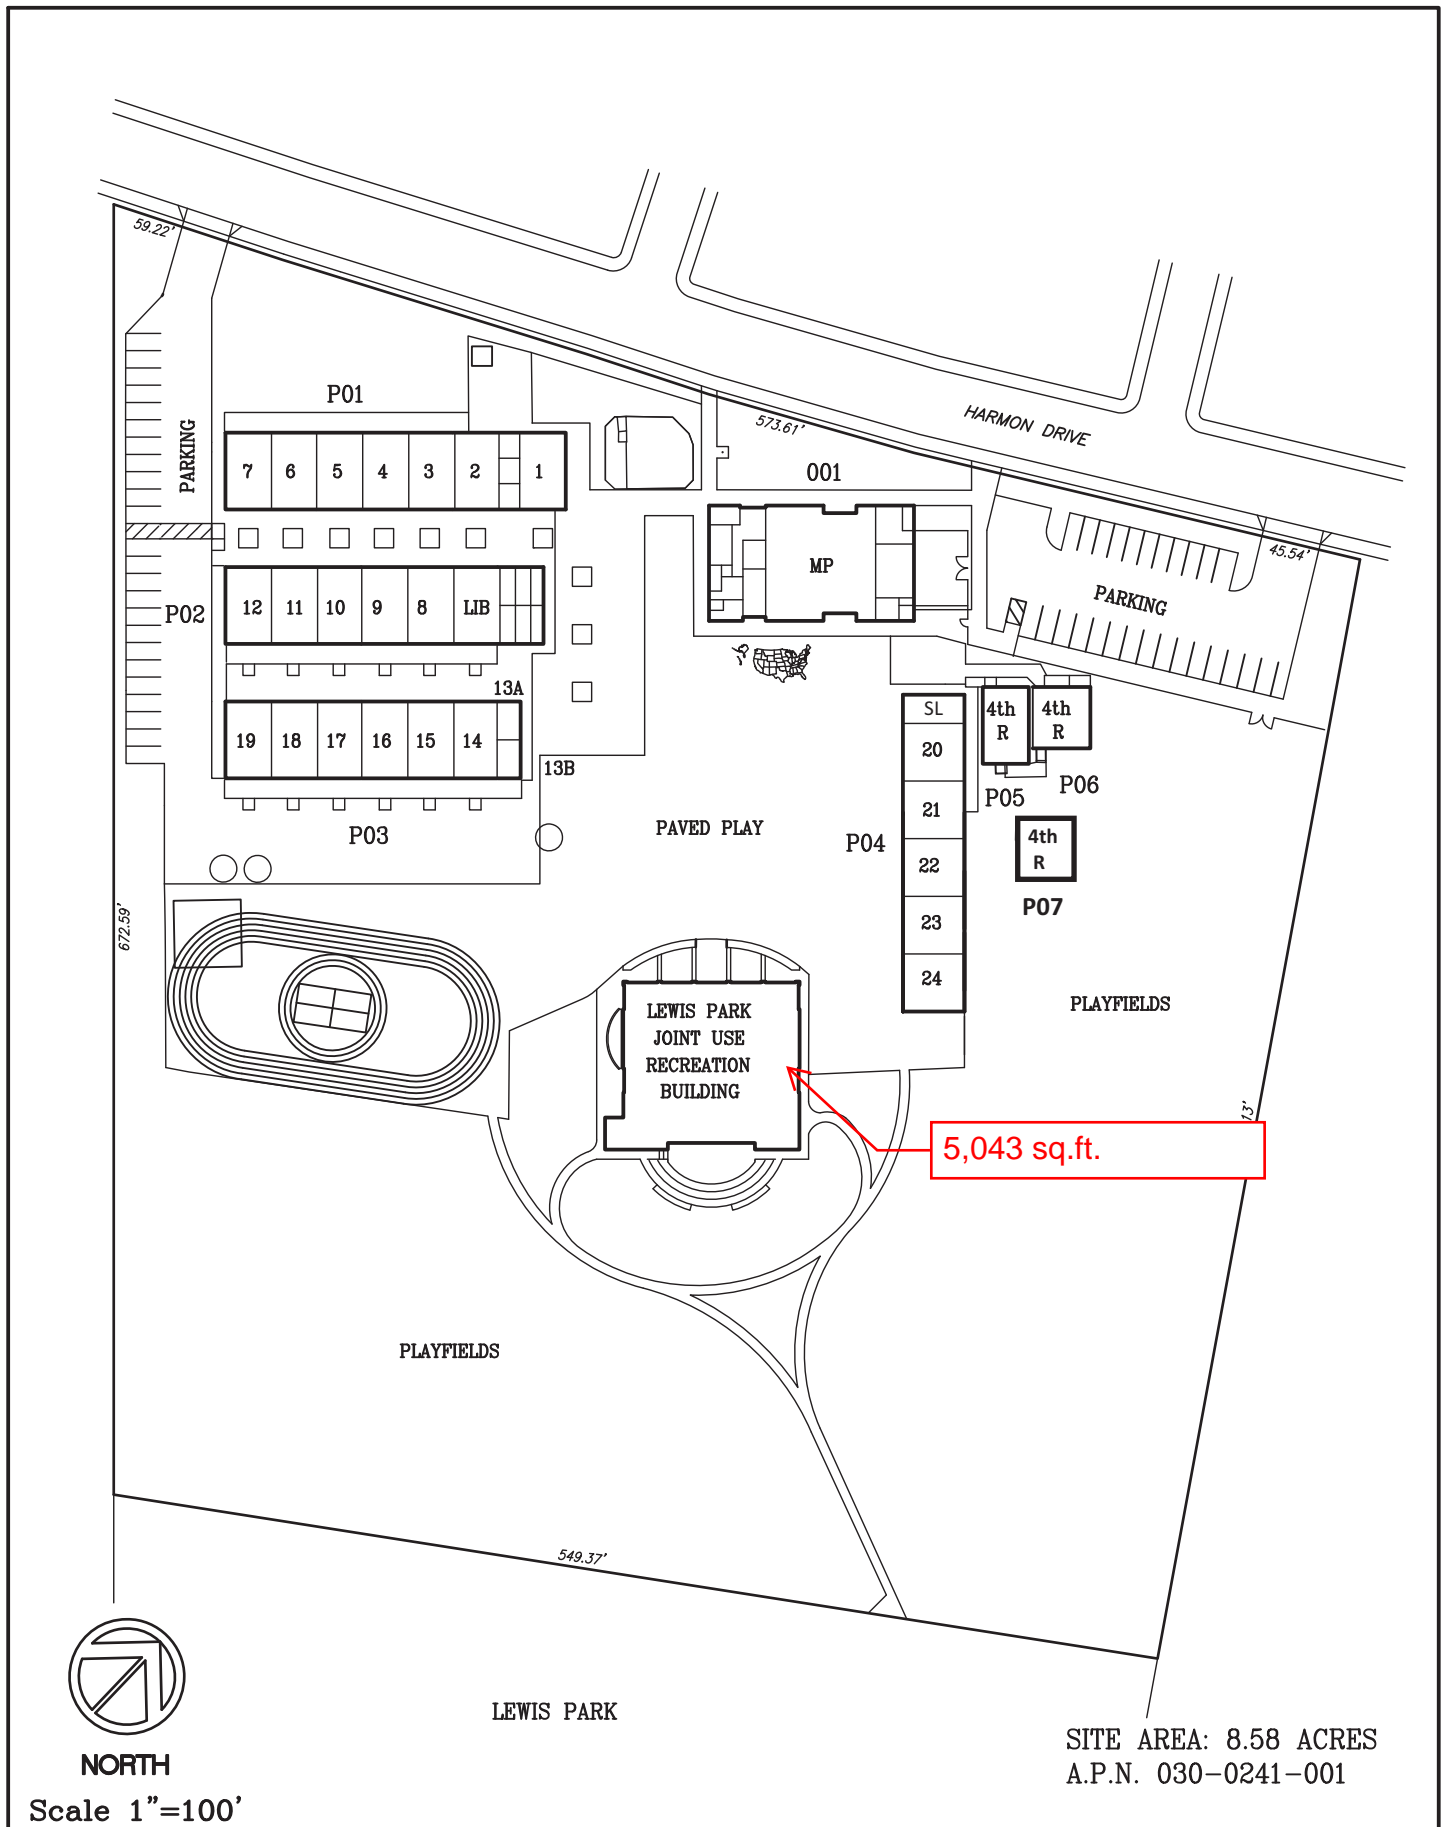 59.22'
573.61'
HARMON DRIVE
45.54'
P01
PARKING
7 6 5 4 3 2 1
001
MP
PARKING
P02
12 11 10 9 8 LIB
13A
19 18 17 16 15 14
13B
P03
SL
20
21
22
23
24
4th
R
4th
R
P05
P06
PAVED PLAY
P04
4th
R
P07
672.59'
LEWIS PARK
JOINT USE
RECREATION
BUILDING
PLAYFIELDS
13'
5,043 sq.ft.
PLAYFIELDS
549.37'
NORTH
Scale 1"=100'
LEWIS PARK
SITE AREA: 8.58 ACRES
A.P.N. 030-0241-001